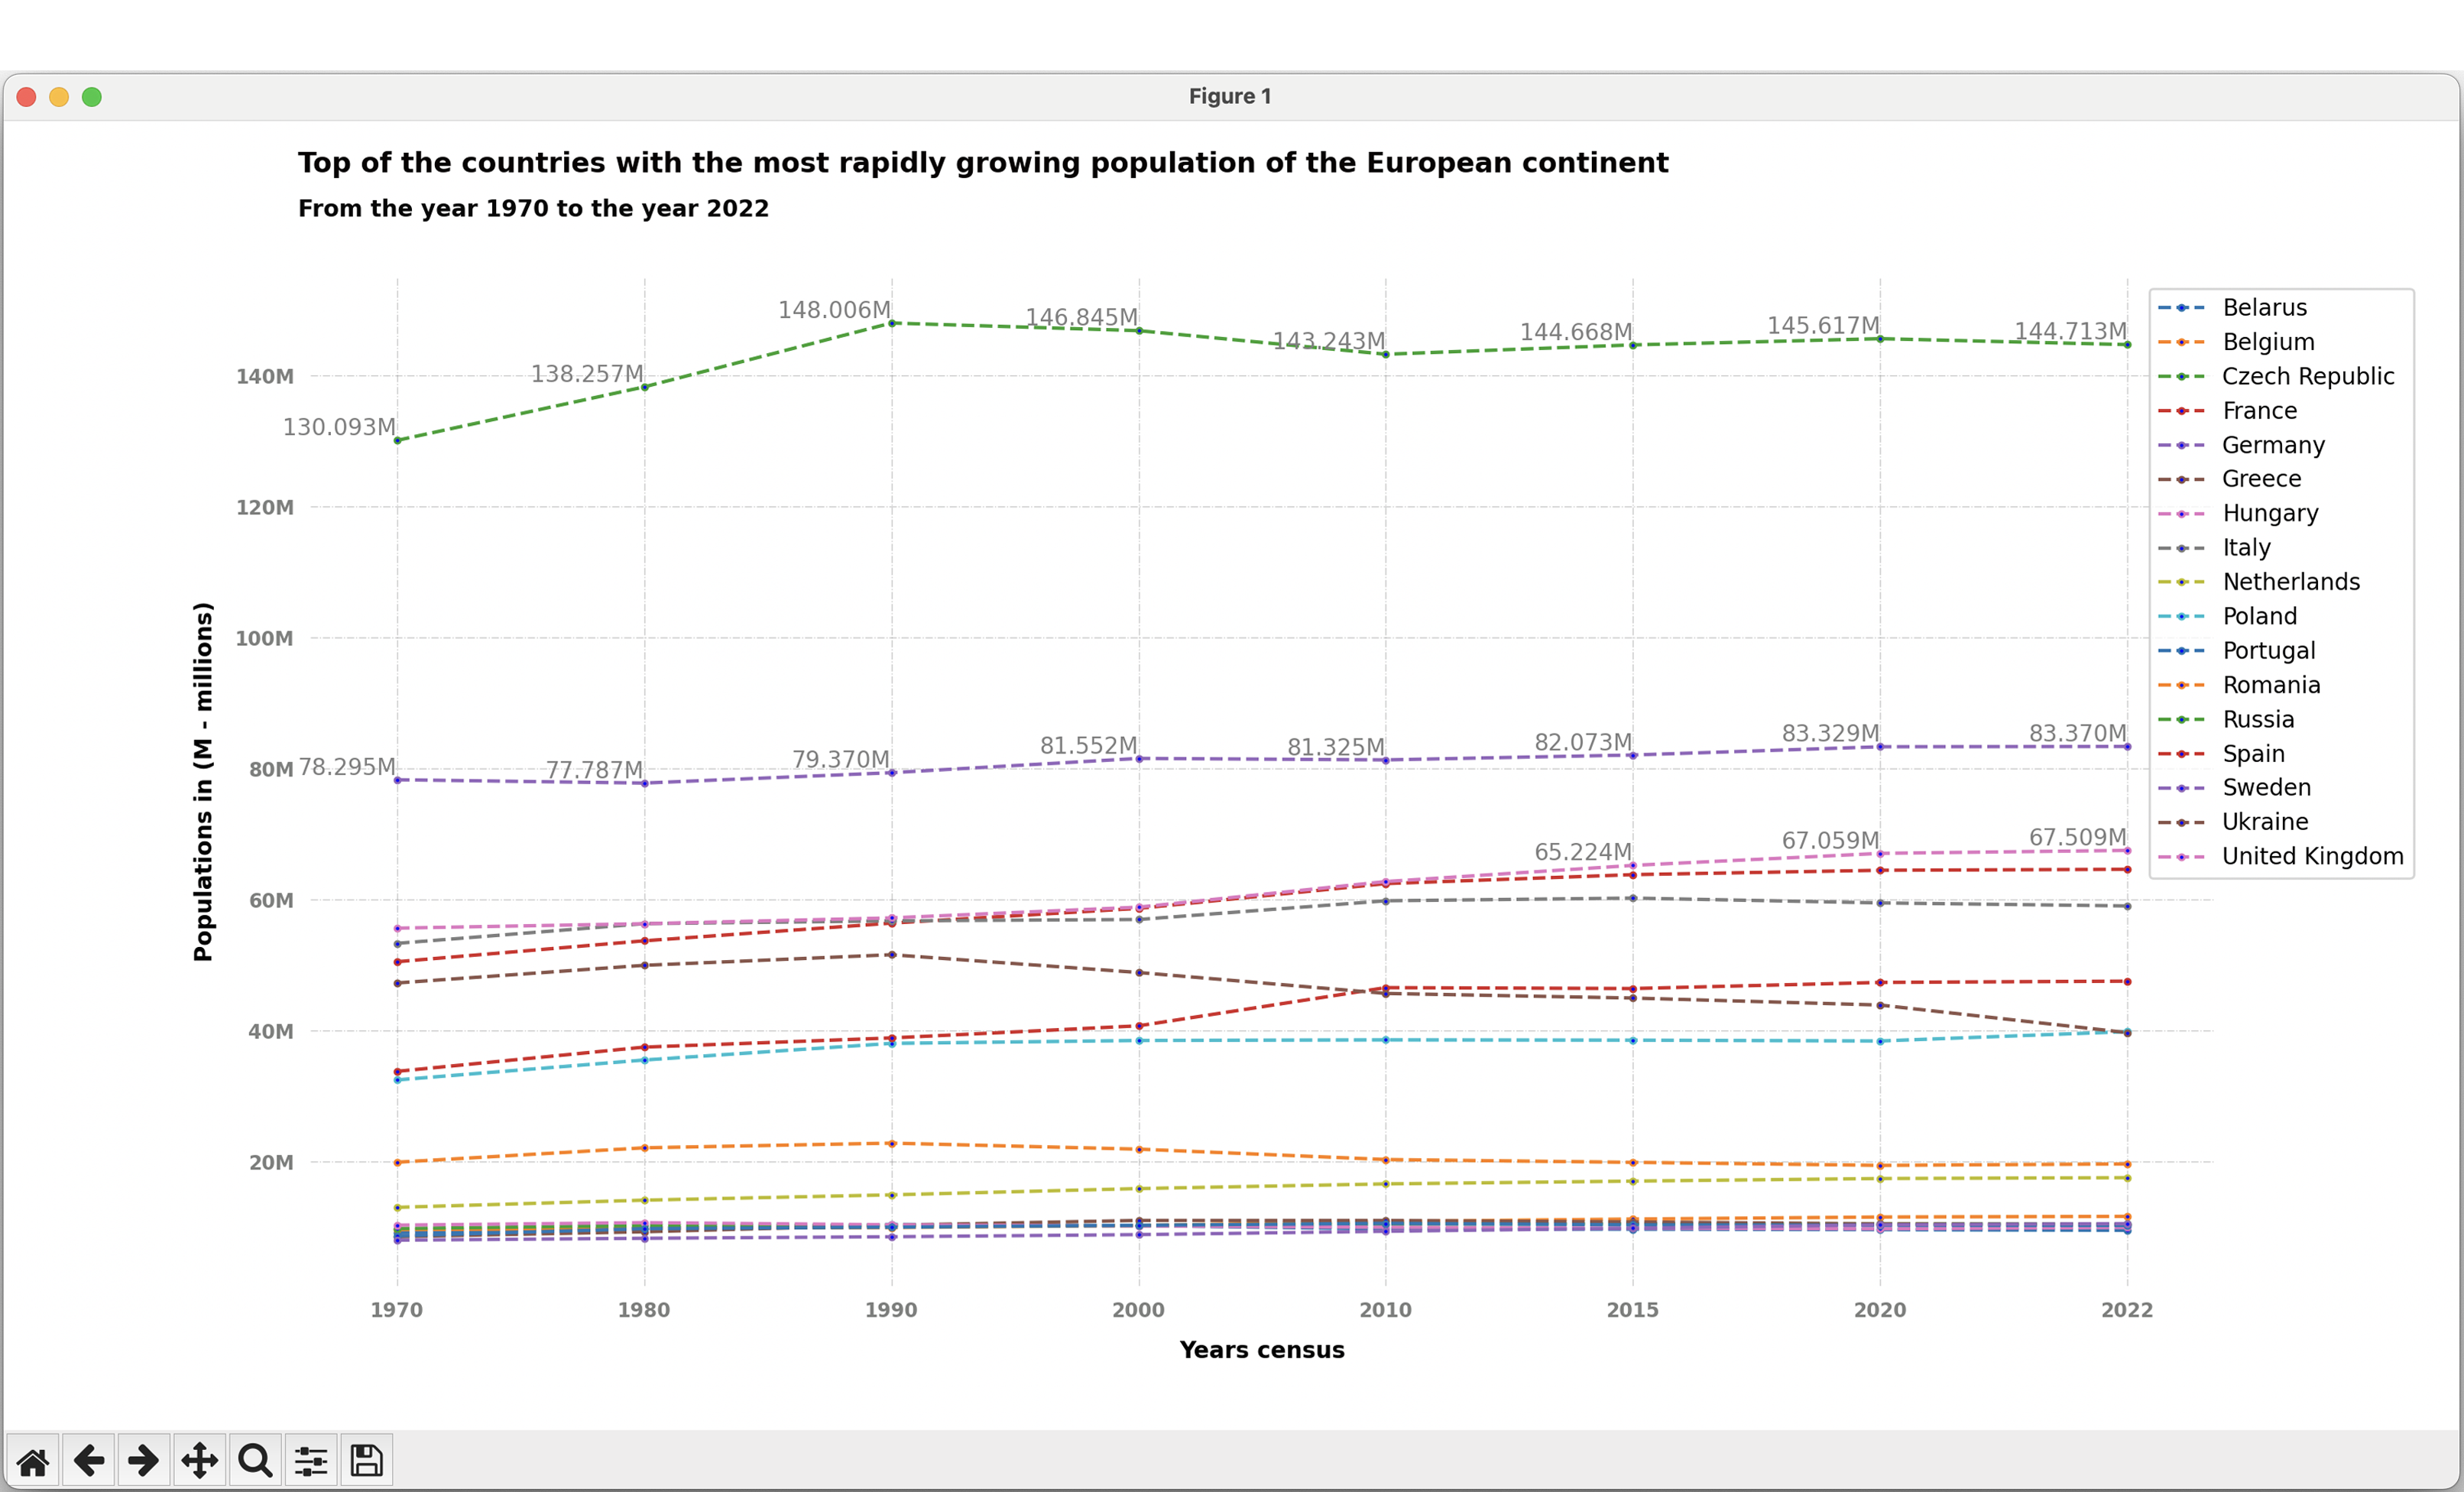 Figure 1
Top of the countries with the most rapidly growing population of the European continent
From the year 1970 to the year 2022
148.006M
146.845M
145.617M
144.713M
144.668M
143.243M
138.257M
130.093M
140M
120M
100M
80M
60M
40M
20M
83.329M
83.370M
82.073M
81.552M
81.325M
79.370M
78.295M
77.787M
67.509M
67.059M
65.224M
Populations in (M - millions)
1970 1980 1990 2000 2010 2015 2020 2022
Years census
Belarus
Belgium
Czech Republic
France
Germany
Greece
Hungary
Italy
Netherlands
Poland
Portugal
Romania
Russia
Spain
Sweden
Ukraine
United Kingdom